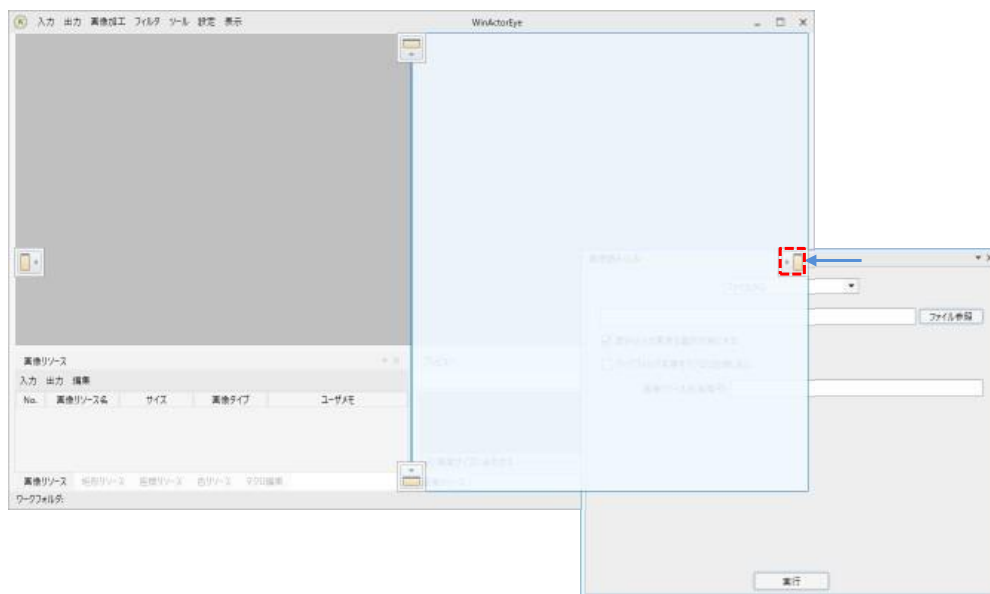 入力 出力 画像加工 フィルタ ツール 設定 表示 WinActorEye
ファイル参照
画像リソース
入力 出力 編集
No. 画像リソース名 サイズ 画像タイプ ユーザメモ
画像リソース 矩形リソース 座標リソース 色リソース マクロ編集
ワークフォルダ:
実行